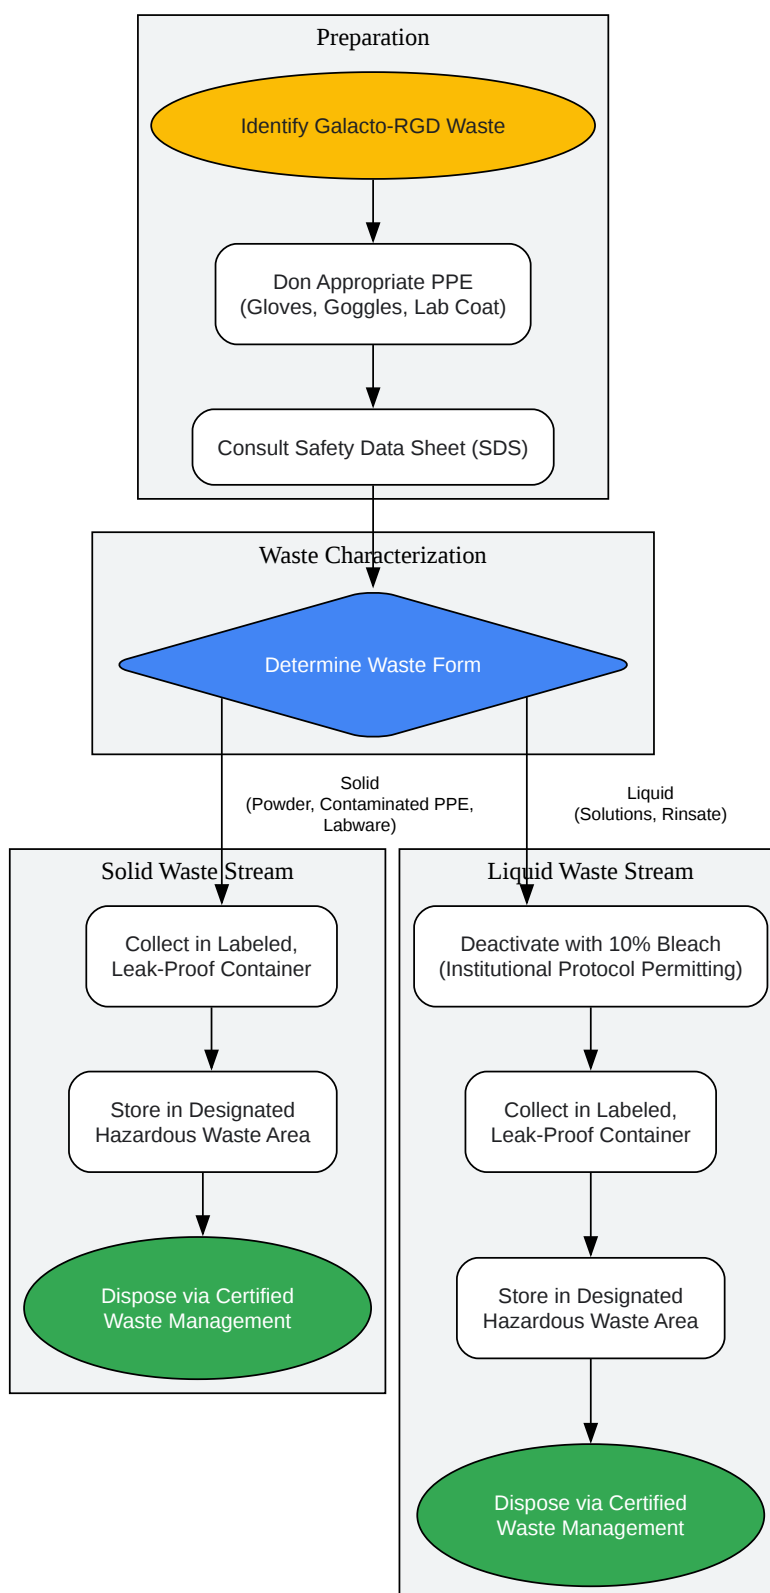 Preparation
Identify Galacto-RGD Waste
Don Appropriate PPE
(Gloves, Goggles, Lab Coat)
Consult Safety Data Sheet (SDS)
Waste Characterization
Determine Waste Form
Solid
(Powder, Contaminated PPE,
Labware)
Liquid
(Solutions, Rinsate)
Solid Waste Stream
Collect in Labeled,
Leak-Proof Container
Store in Designated
Hazardous Waste Area
Dispose via Certified
Waste Management
Liquid Waste Stream
Deactivate with 10% Bleach
(Institutional Protocol Permitting)
Collect in Labeled,
Leak-Proof Container
Store in Designated
Hazardous Waste Area
Dispose via Certified
Waste Management